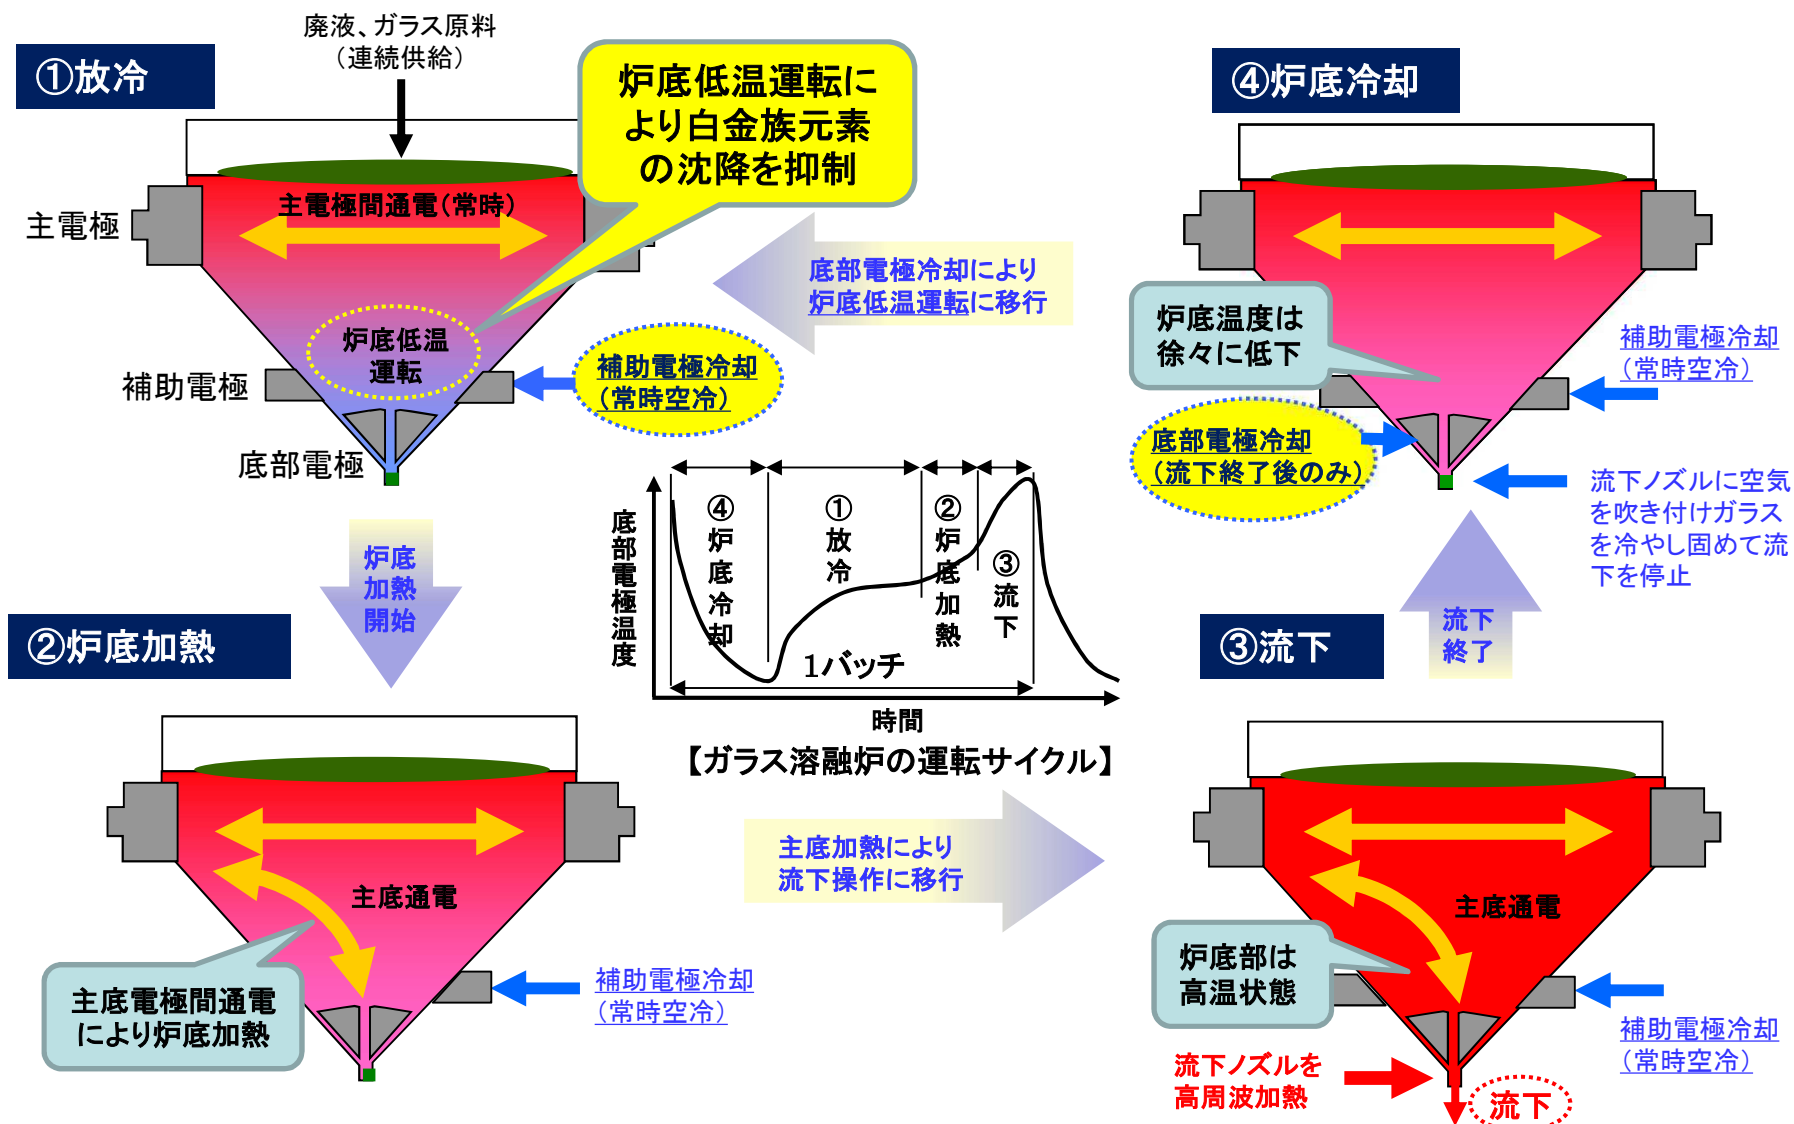 ①放冷
廃液、ガラス原料
（連続供給）
炉底低温運転に
より白金族元素
の沈降を抑制
主電極間通電（常時）
主電極
炉底低温
運転
補助電極
補助電極冷却
（常時空冷）
底部電極
底部電極冷却により
炉底低温運転に移行
④炉底冷却
炉底温度は
徐々に低下
補助電極冷却
（常時空冷）
底部電極冷却
（流下終了後のみ）
流下ノズルに空気
を吹き付けガラス
を冷やし固めて流
下を停止
炉底
加熱
開始
底部電極温度
④炉底冷却
①放冷
②炉底加熱
③流下
1バッチ
時間
【ガラス溶融炉の運転サイクル】
流下
終了
②炉底加熱
主底通電
主底電極間通電
により炉底加熱
補助電極冷却
（常時空冷）
主底加熱により
流下操作に移行
③流下
主底通電
炉底部は
高温状態
補助電極冷却
（常時空冷）
流下ノズルを
高周波加熱
流下